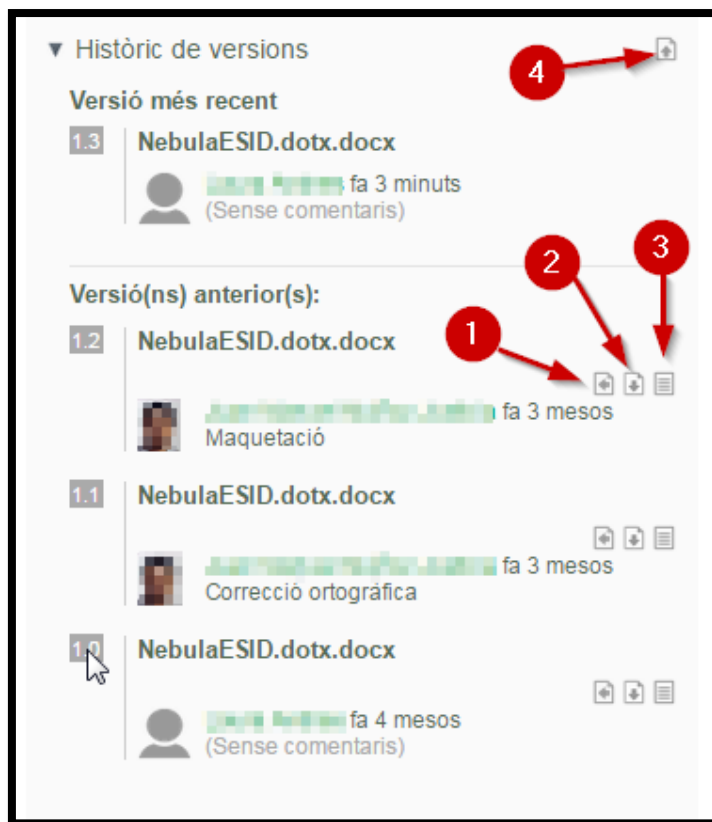 Històric de versions
4
Versió més recent
1.3 NebulaESID.dotx.docx
fa 3 minuts
(Sense comentaris)
2
3
Versió(ns) anterior(s):
1
1.2 NebulaESID.dotx.docx
fa 3 mesos
Maquetació
1.1 NebulaESID.dotx.docx
fa 3 mesos
Correcció ortogràfica
1.0 NebulaESID.dotx.docx
fa 4 mesos
(Sense comentaris)